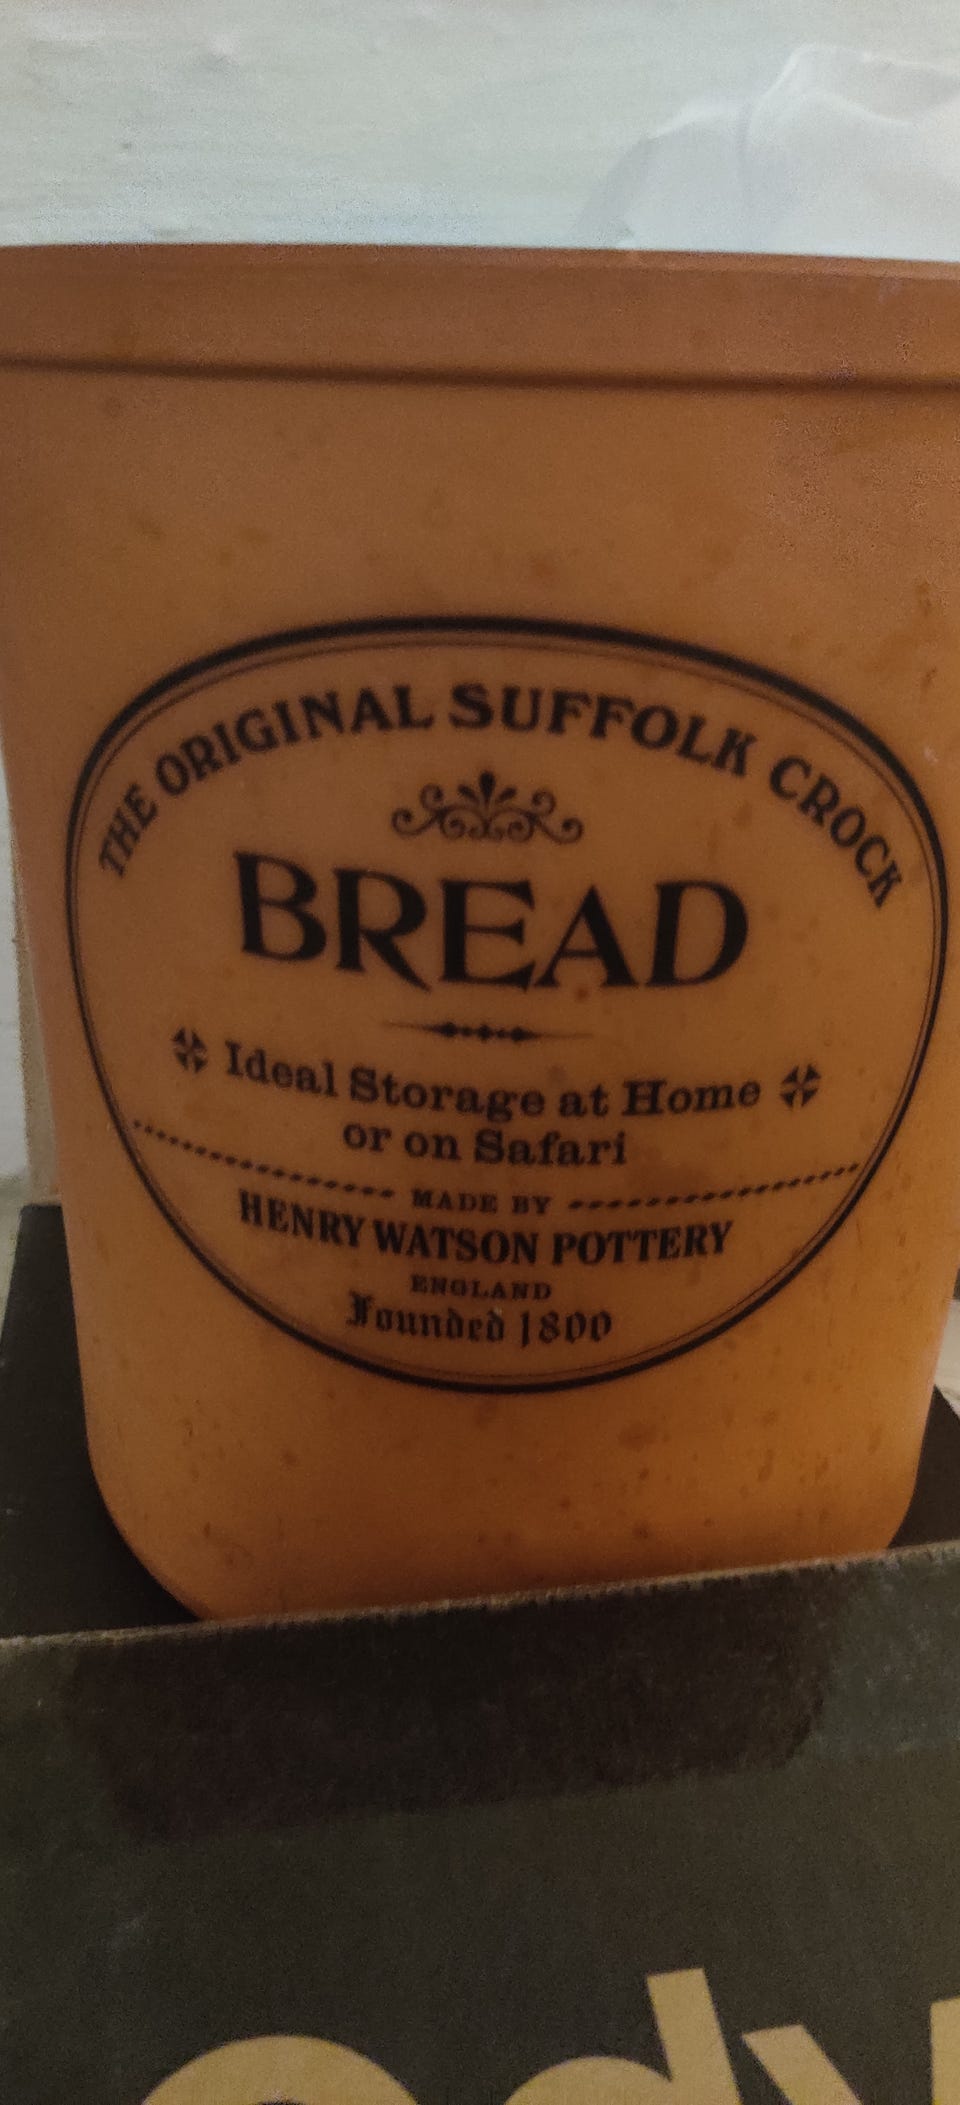 THE ORIGINAL SUFFOLK CROCK
BREAD
Ideal Storage at Home
or on Safari
MADE BY
HENRY WATSON POTTERY
ENGLAND
Founded 1800